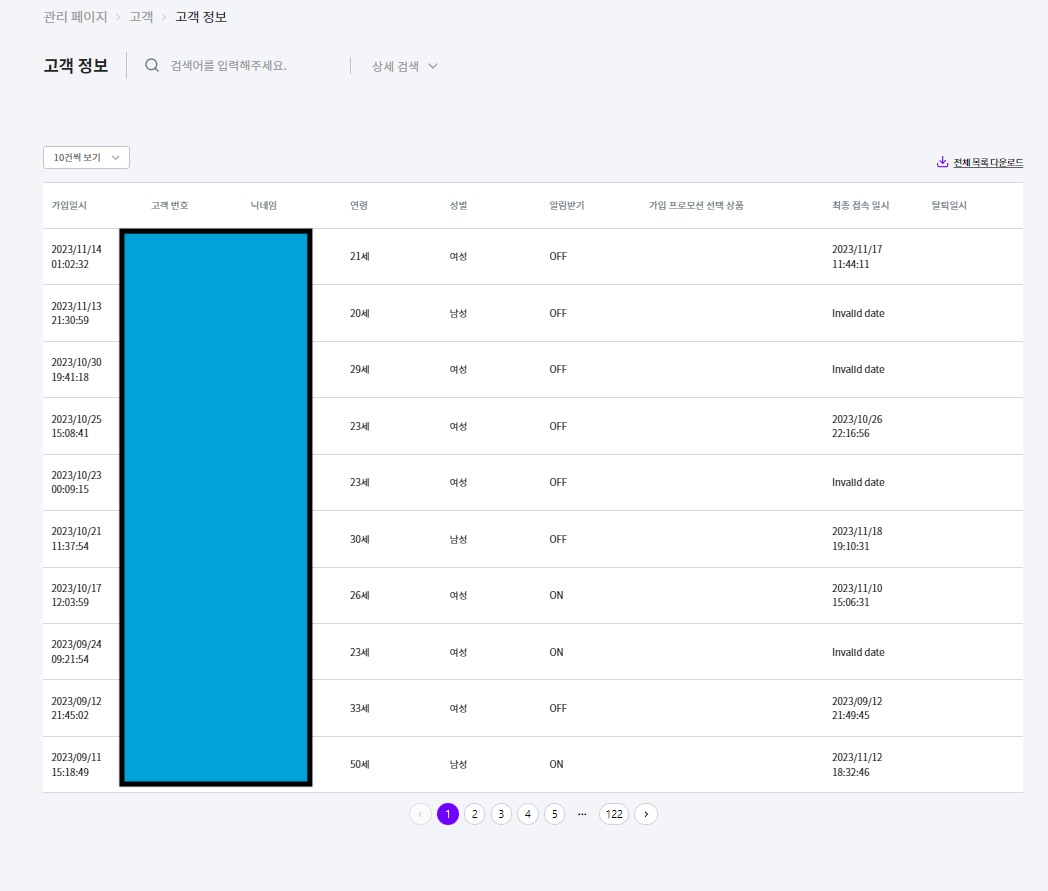 관리 페이지 > 고객 > 고객 정보
고객 정보 검색어를 입력해주세요. 상세 검색
10건씩 보기 전체 목록 다운로드
가입일시 고객 번호 닉네임 연령 성별 알림받기 가입 프로모션 선택 상품 최종 접속 일시 탈퇴일시
2023/11/14 2023/11/17
21세 여성 OFF
01:02:32 11:44:11
2023/11/13
20세 남성 OFF Invalid date
21:30:59
2023/10/30
29세 여성 OFF Invalid date
19:41:18
2023/10/25 2023/10/26
23세 여성 OFF
15:08:41 22:16:56
2023/10/23
23세 여성 OFF Invalid date
00:09:15
2023/10/21 2023/11/18
30세 남성 OFF
11:37:54 19:10:31
2023/10/17 2023/11/10
26세 여성 ON
12:03:59 15:06:31
2023/09/24
23세 여성 ON Invalid date
09:21:54
2023/09/12 2023/09/12
33세 여성 OFF
21:45:02 21:49:45
2023/09/11 2023/11/12
50세 남성 ON
15:18:49 18:32:46
< 1 2 3 4 5 ··· 122 >